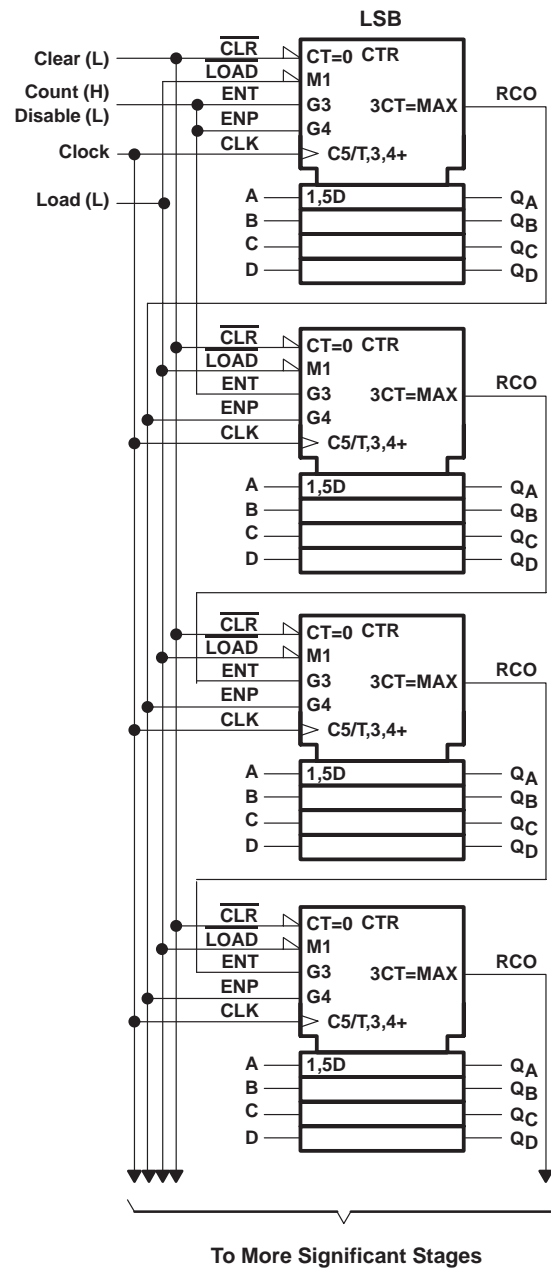 LSB
Clear (L)
Count (H)
Disable (L)
Clock
Load (L)
CLR
LOAD
ENT
ENP
CLK
CT=0 CTR
M1
G3 3CT=MAX
G4
C5/T,3,4+
RCO
A 1,5D QA
B QB
C QC
D QD
CLR
LOAD
ENT
ENP
CLK
CT=0 CTR
M1
G3 3CT=MAX
G4
C5/T,3,4+
RCO
A 1,5D QA
B QB
C QC
D QD
CLR
LOAD
ENT
ENP
CLK
CT=0 CTR
M1
G3 3CT=MAX
G4
C5/T,3,4+
RCO
A 1,5D QA
B QB
C QC
D QD
CLR
LOAD
ENT
ENP
CLK
CT=0 CTR
M1
G3 3CT=MAX
G4
C5/T,3,4+
RCO
A 1,5D QA
B QB
C QC
D QD
To More Significant Stages